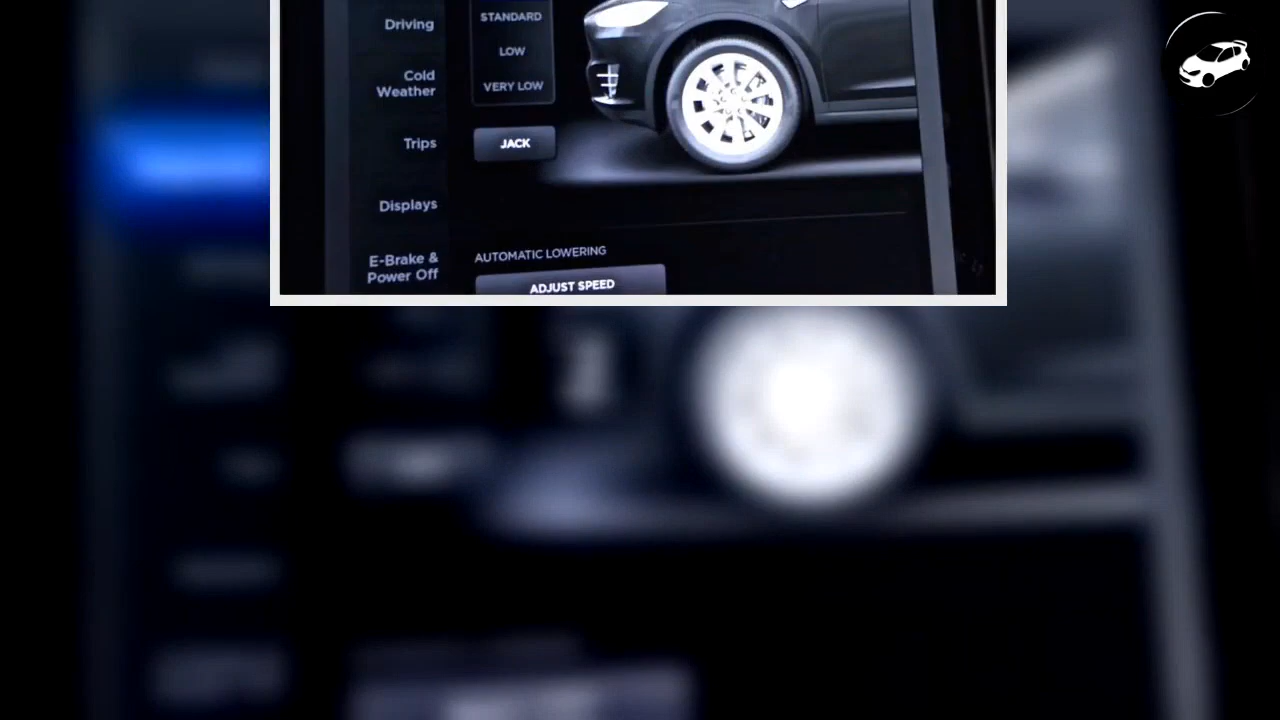 Driving
Cold
Weather
Trips
Displays
E-Brake &
Power Off
STANDARD
LOW
VERY LOW
JACK
AUTOMATIC LOWERING
ADJUST SPEED